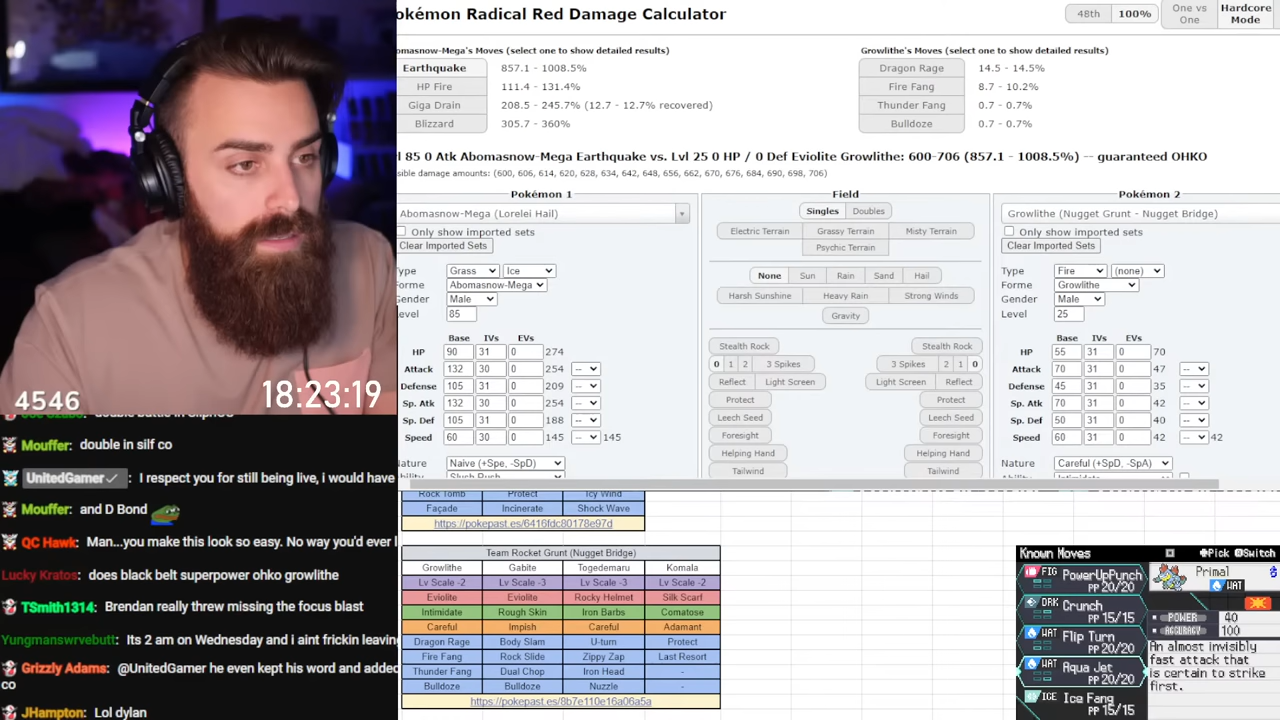 Pokémon Radical Red Damage Calculator
48th
100%
One vs One
Hardcore Mode
Abomasnow-Mega's Moves (select one to show detailed results)
Earthquake 857.1 - 1008.5%
HP Fire 111.4 - 131.4%
Giga Drain 208.5 - 245.7% (12.7 - 12.7% recovered)
Blizzard 305.7 - 360%
Growlithe's Moves (select one to show detailed results)
Dragon Rage 14.5 - 14.5%
Fire Fang 8.7 - 10.2%
Thunder Fang 0.7 - 0.7%
Bulldoze 0.7 - 0.7%
l 85 0 Atk Abomasnow-Mega Earthquake vs. Lvl 25 0 HP / 0 Def Eviolite Growlithe: 600-706 (857.1 - 1008.5%) -- guaranteed OHKO
sible damage amounts: (600, 606, 614, 620, 628, 634, 642, 648, 656, 662, 670, 676, 684, 690, 698, 706)
Pokémon 1
Abomasnow-Mega (Lorelei Hail)
Only show imported sets
Clear Imported Sets
Type Grass Ice
Forme Abomasnow-Mega
Gender Male
Level 85
Base IVs EVs
HP 90 31 0 274
Attack 132 30 0 254 --
Defense 105 31 0 209 --
Sp. Atk 132 30 0 254 --
Sp. Def 105 31 0 188 --
Speed 60 30 0 145 -- 145
Nature Naive (+Spe, -SpD)
Field
Singles Doubles
Electric Terrain Grassy Terrain Misty Terrain
Psychic Terrain
None Sun Rain Sand Hail
Harsh Sunshine Heavy Rain Strong Winds
Gravity
Stealth Rock Stealth Rock
0 1 2 3 Spikes 3 Spikes 2 1 0
Reflect Light Screen Light Screen Reflect
Protect Protect
Leech Seed Leech Seed
Foresight Foresight
Helping Hand Helping Hand
Tailwind Tailwind
Pokémon 2
Growlithe (Nugget Grunt - Nugget Bridge)
Only show imported sets
Clear Imported Sets
Type Fire (none)
Forme Growlithe
Gender Male
Level 25
Base IVs EVs
HP 55 31 0 70
Attack 70 31 0 47 --
Defense 45 31 0 35 --
Sp. Atk 70 31 0 40 --
Sp. Def 50 31 0 42 --
Speed 60 31 0 42 -- 42
Nature Careful (+SpD, -SpA)
4546
18:23:19
Mouffer: double in silf co
UnitedGamer: I respect you for still being live, i would have
Mouffer: and D Bond
QC Hawk: Man...you make this look so easy. No way you'd ever l
Lucky Kratos: does black belt superpower ohko growlithe
TSmith1314: Brendan really threw missing the focus blast
Yungmanswrvebutt: Its 2 am on Wednesday and i aint frickin leaving
Grizzly Adams: @UnitedGamer he even kept his word and added
co
JHampton: Lol dylan
Rock Tomb Protect Icy Wind
Façade Incinerate Shock Wave
https://pokepast.es/6416fdc80178e97d
Team Rocket Grunt (Nugget Bridge)
Growlithe Gabite Togedemaru Komala
Lv Scale -2 Lv Scale -3 Lv Scale -3 Lv Scale -2
Eviolite Eviolite Rocky Helmet Silk Scarf
Intimidate Rough Skin Iron Barbs Comatose
Careful Impish Careful Adamant
Dragon Rage Body Slam U-turn Protect
Fire Fang Rock Slide Zippy Zap Last Resort
Thunder Fang Dual Chop Iron Head -
Bulldoze Bulldoze Nuzzle -
https://pokepast.es/8b7e110e16a06a5a
Known Moves Pick Switch
FIG PowerUpPunch
PP 20/20
DRK Crunch
PP 15/15
WAT Flip Turn
PP 20/20
WAT Aqua Jet
PP 20/20
ICE Ice Fang
PP 15/15
Primal
WAT
POWER 40
ACCURACY 100
An almost invisibly
fast attack that
is certain to strike
first.